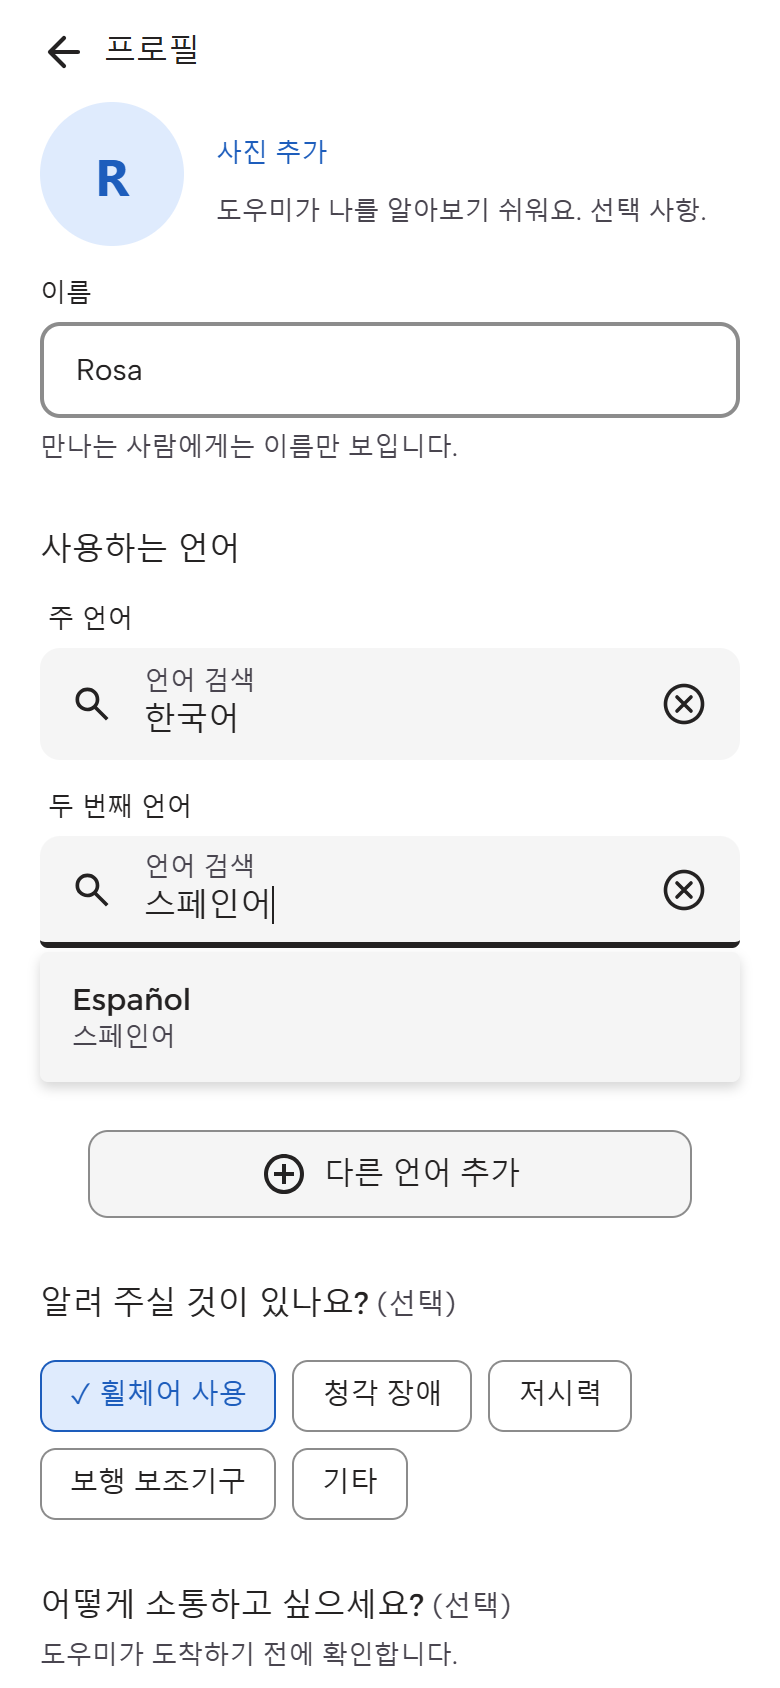 프로필
R
사진 추가
도우미가 나를 알아보기 쉬워요. 선택 사항.
이름
Rosa
만나는 사람에게는 이름만 보입니다.
사용하는 언어
주 언어
언어 검색
한국어
두 번째 언어
언어 검색
스페인어
Español
스페인어
다른 언어 추가
알려 주실 것이 있나요? (선택)
✓ 휠체어 사용
청각 장애
저시력
보행 보조기구
기타
어떻게 소통하고 싶으세요? (선택)
도우미가 도착하기 전에 확인합니다.